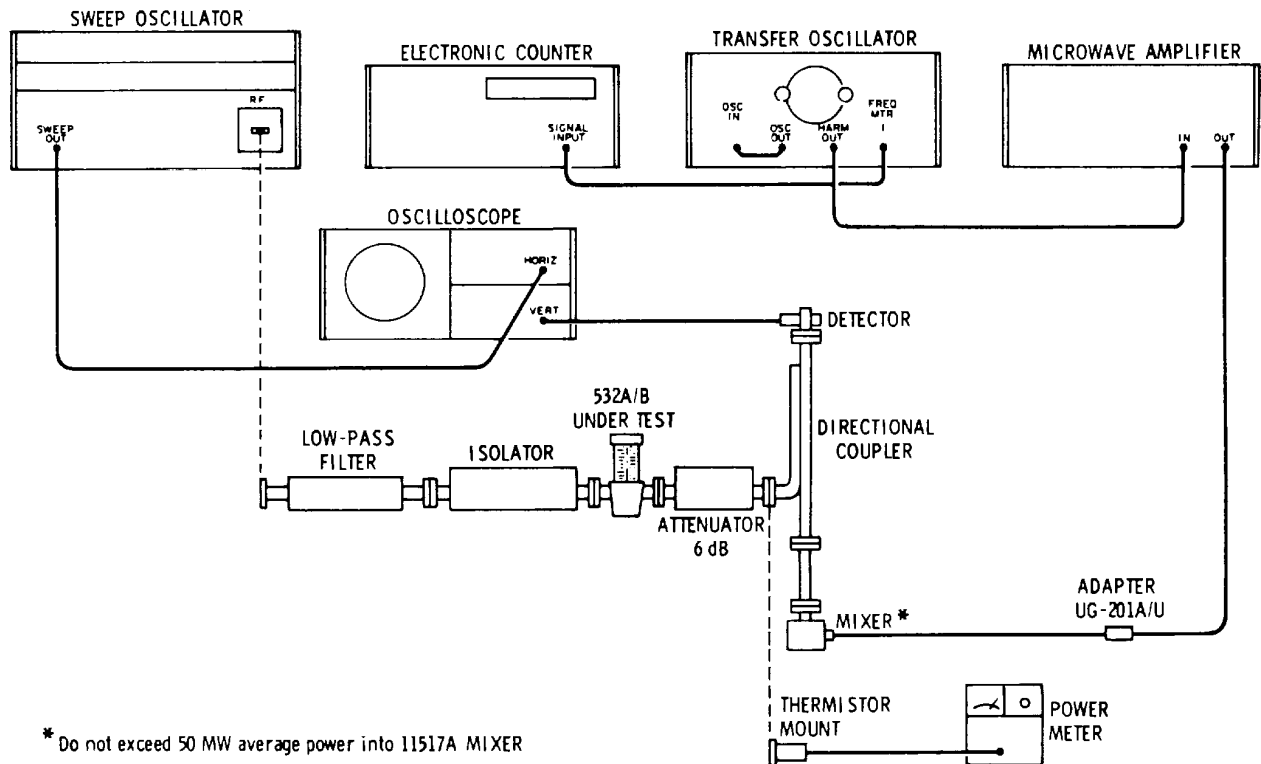 SWEEP OSCILLATOR
ELECTRONIC COUNTER
TRANSFER OSCILLATOR
MICROWAVE AMPLIFIER
RF
SWEEP
OUT
SIGNAL
INPUT
OSC
IN
OSC
OUT
HARM
OUT
FREQ
MTR
I
IN
OUT
OSCILLOSCOPE
HORIZ
VERT
DETECTOR
532A/B
UNDER TEST
DIRECTIONAL
COUPLER
LOW-PASS
FILTER
ISOLATOR
ATTENUATOR
6 dB
MIXER *
ADAPTER
UG-201A/U
THERMISTOR
MOUNT
POWER
METER
* Do not exceed 50 MW average power into 11517A MIXER